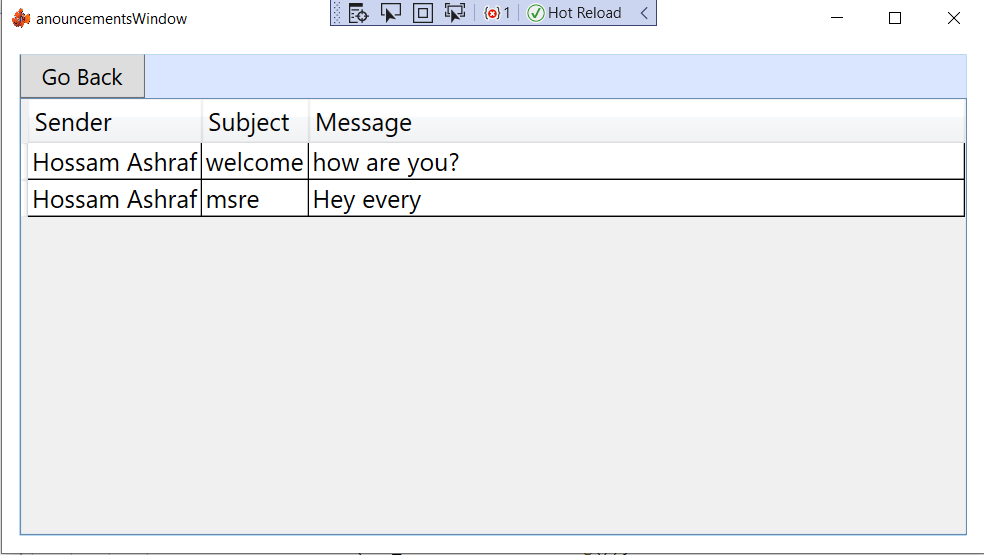 anouncementsWindow
1 Hot Reload
Go Back
Sender Subject Message
Hossam Ashraf welcome how are you?
Hossam Ashraf msre Hey every